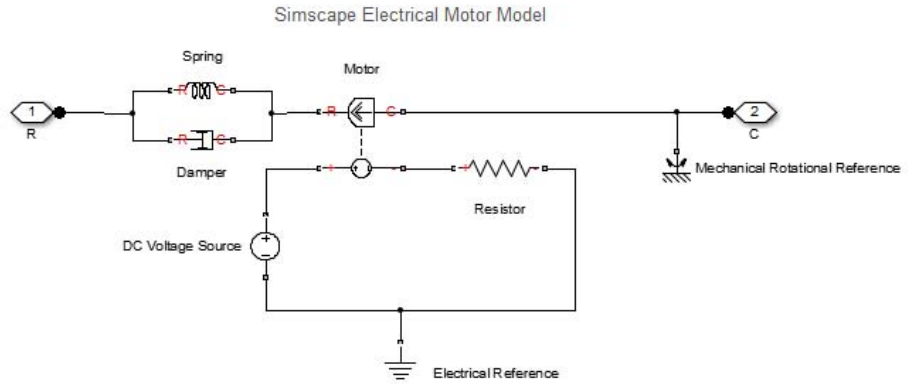 Simscape Electrical Motor Model
Spring
R C
Motor
1
R
R C
2
C
R C
Damper
Mechanical Rotational Reference
+ -
+ -
Resistor
DC Voltage Source
+
-
Electrical Reference